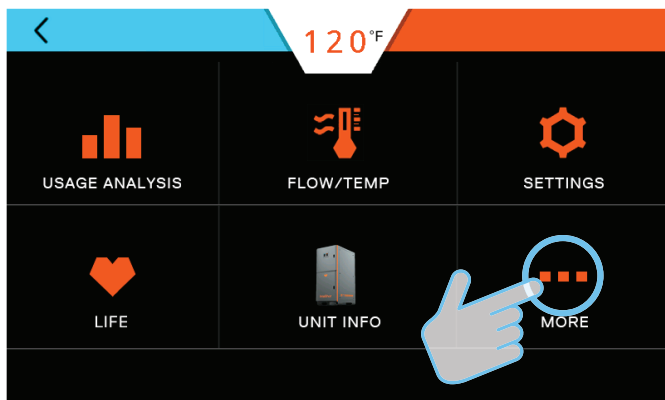 120°F
USAGE ANALYSIS
FLOW/TEMP
SETTINGS
LIFE
UNIT INFO
MORE